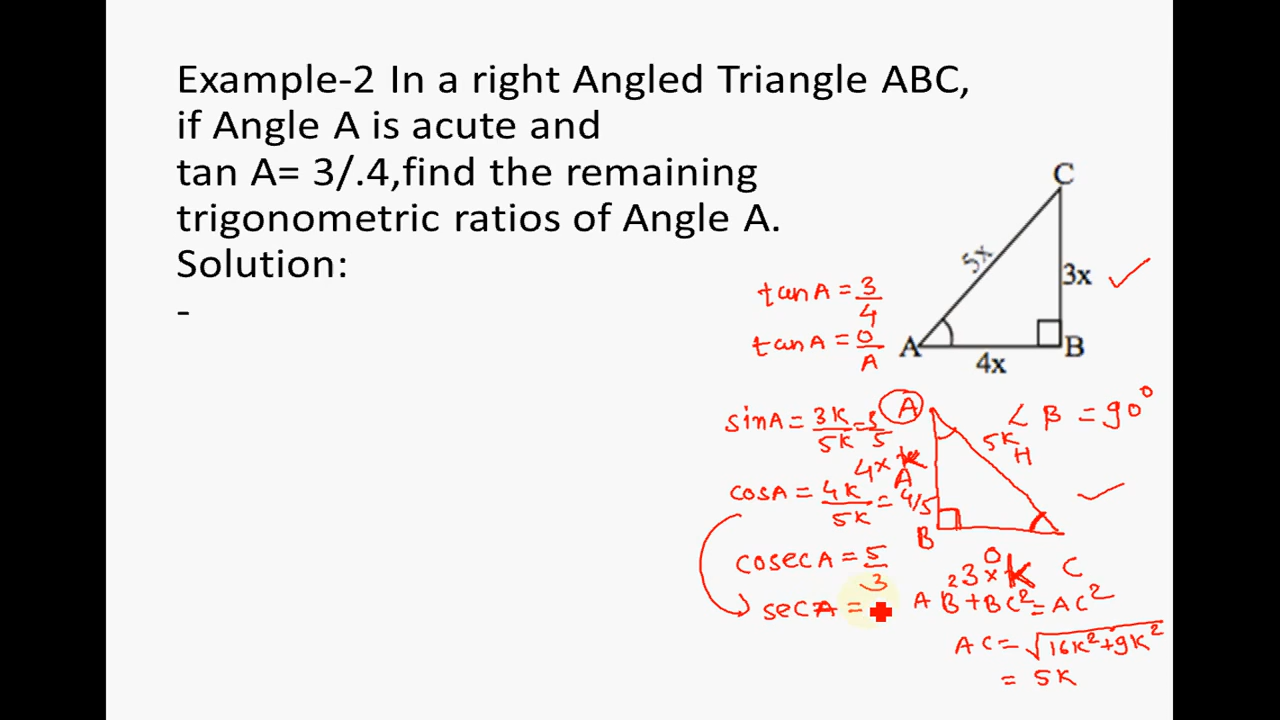 Example-2 In a right Angled Triangle ABC,
if Angle A is acute and
tan A= 3/.4,find the remaining
trigonometric ratios of Angle A.
Solution:
-
C
5x
3x
A
B
4x
tanA = 3/4
tanA = O/A
sinA = 3K/5K = 3/5
A
∠B = 90°
5K
H
4x K
A
cosA = 4K/5K = 4/5
B
O
3x K
C
cosecA = 5/3
secA =
AB²+BC²=AC²
AC = √16K²+9K²
= 5K